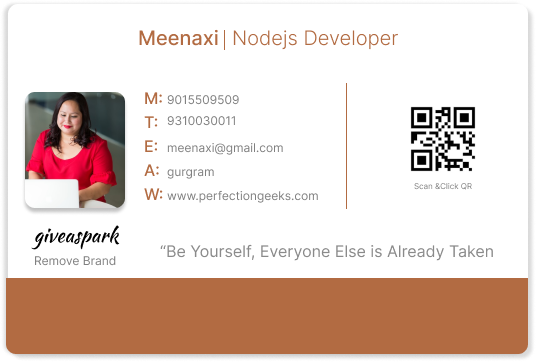 Meenaxi| Nodejs Developer
M: 9015509509
T: 9310030011
E: meenaxi@gmail.com
A: gurgram
W: www.perfectiongeeks.com
Scan &Click QR
giveaspark
Remove Brand
“Be Yourself, Everyone Else is Already Taken